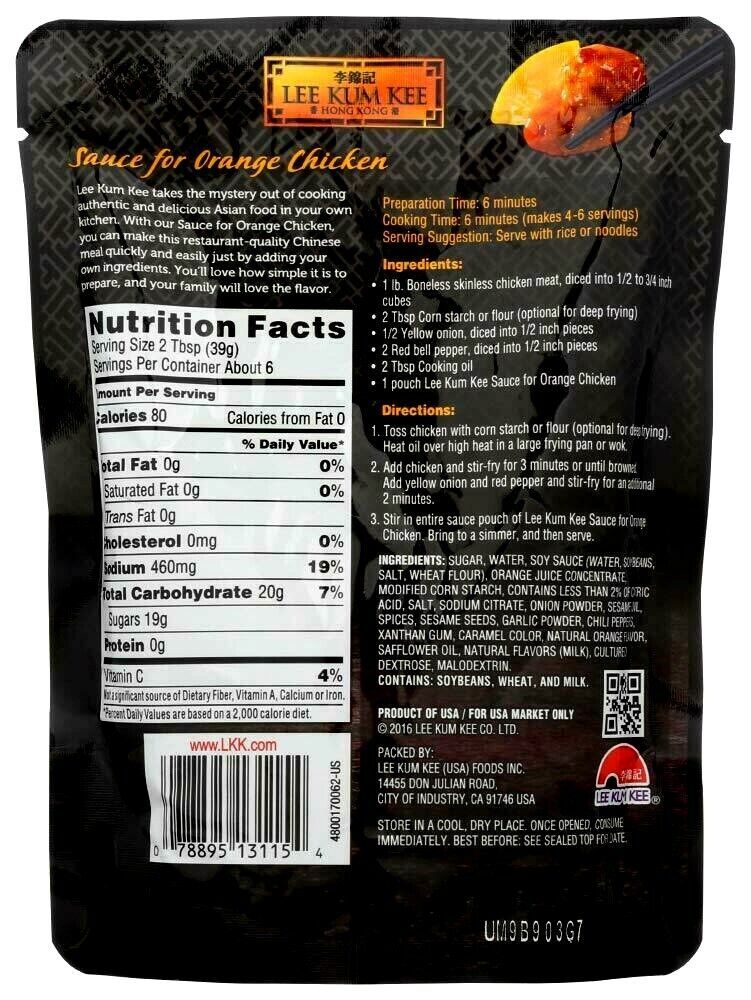 李錦記
LEE KUM KEE
香 HONG KONG 港
Sauce for Orange Chicken
Lee Kum Kee takes the mystery out of cooking
authentic and delicious Asian food in your own
kitchen. With our Sauce for Orange Chicken,
you can make this restaurant-quality Chinese
meal quickly and easily just by adding your
own ingredients. You'll love how simple it is to
prepare, and your family will love the flavor.
Nutrition Facts
Serving Size 2 Tbsp (39g)
Servings Per Container About 6
Amount Per Serving
Calories 80 Calories from Fat 0
% Daily Value*
Total Fat 0g 0%
Saturated Fat 0g 0%
Trans Fat 0g
Cholesterol 0mg 0%
Sodium 460mg 19%
Total Carbohydrate 20g 7%
Sugars 19g
Protein 0g
Vitamin C 4%
Not a significant source of Dietary Fiber, Vitamin A, Calcium or Iron.
*Percent Daily Values are based on a 2,000 calorie diet.
www.LKK.com
0 78895 13115 4
4800170062-US
Preparation Time: 6 minutes
Cooking Time: 6 minutes (makes 4-6 servings)
Serving Suggestion: Serve with rice or noodles
Ingredients:
• 1 lb. Boneless skinless chicken meat, diced into 1/2 to 3/4 inch
cubes
• 2 Tbsp Corn starch or flour (optional for deep frying)
• 1/2 Yellow onion, diced into 1/2 inch pieces
• 2 Red bell pepper, diced into 1/2 inch pieces
• 2 Tbsp Cooking oil
• 1 pouch Lee Kum Kee Sauce for Orange Chicken
Directions:
1. Toss chicken with corn starch or flour (optional for deep frying).
Heat oil over high heat in a large frying pan or wok.
2. Add chicken and stir-fry for 3 minutes or until browned.
Add yellow onion and red pepper and stir-fry for an additional
2 minutes.
3. Stir in entire sauce pouch of Lee Kum Kee Sauce for Orange
Chicken. Bring to a simmer, and then serve.
INGREDIENTS: SUGAR, WATER, SOY SAUCE (WATER, SOYBEANS,
SALT, WHEAT FLOUR), ORANGE JUICE CONCENTRATE,
MODIFIED CORN STARCH, CONTAINS LESS THAN 2% OF CITRIC
ACID, SALT, SODIUM CITRATE, ONION POWDER, SESAME OIL,
SPICES, SESAME SEEDS, GARLIC POWDER, CHILI PEPPERS,
XANTHAN GUM, CARAMEL COLOR, NATURAL ORANGE FLAVOR,
SAFFLOWER OIL, NATURAL FLAVORS (MILK), CULTURED
DEXTROSE, MALODEXTRIN.
CONTAINS: SOYBEANS, WHEAT, AND MILK.
PRODUCT OF USA / FOR USA MARKET ONLY
© 2016 LEE KUM KEE CO. LTD.
PACKED BY:
LEE KUM KEE (USA) FOODS INC.
14455 DON JULIAN ROAD,
CITY OF INDUSTRY, CA 91746 USA
李錦記
LEE KUM KEE®
STORE IN A COOL, DRY PLACE. ONCE OPENED, CONSUME
IMMEDIATELY. BEST BEFORE: SEE SEALED TOP FOR DATE.
UM9B903G7